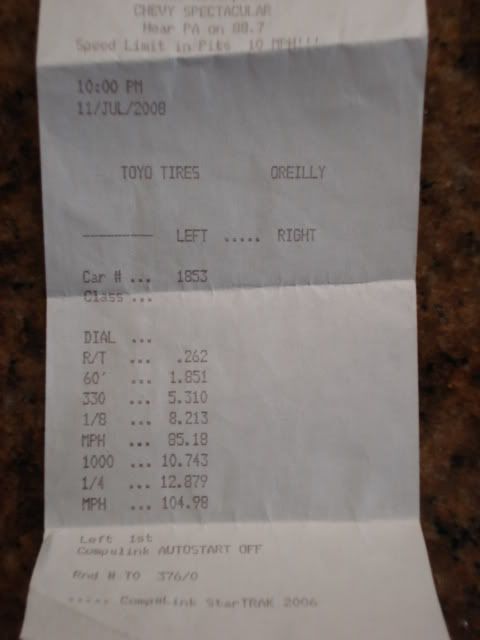 CHEVY SPECTACULAR
Hear PA on 88.7
Speed Limit in Pits 10 MPH!!!
10:00 PM
11/JUL/2008
TOYO TIRES OREILLY
---------- LEFT ..... RIGHT
Car # ... 1853
Class ...
DIAL ...
R/T ... .262
60' ... 1.851
330 ... 5.310
1/8 ... 8.213
MPH ... 85.18
1000 ... 10.743
1/4 ... 12.879
MPH ... 104.98
Left 1st
Compulink AUTOSTART OFF
Rnd # TO 376/0
..... Compulink StarTRAK 2006